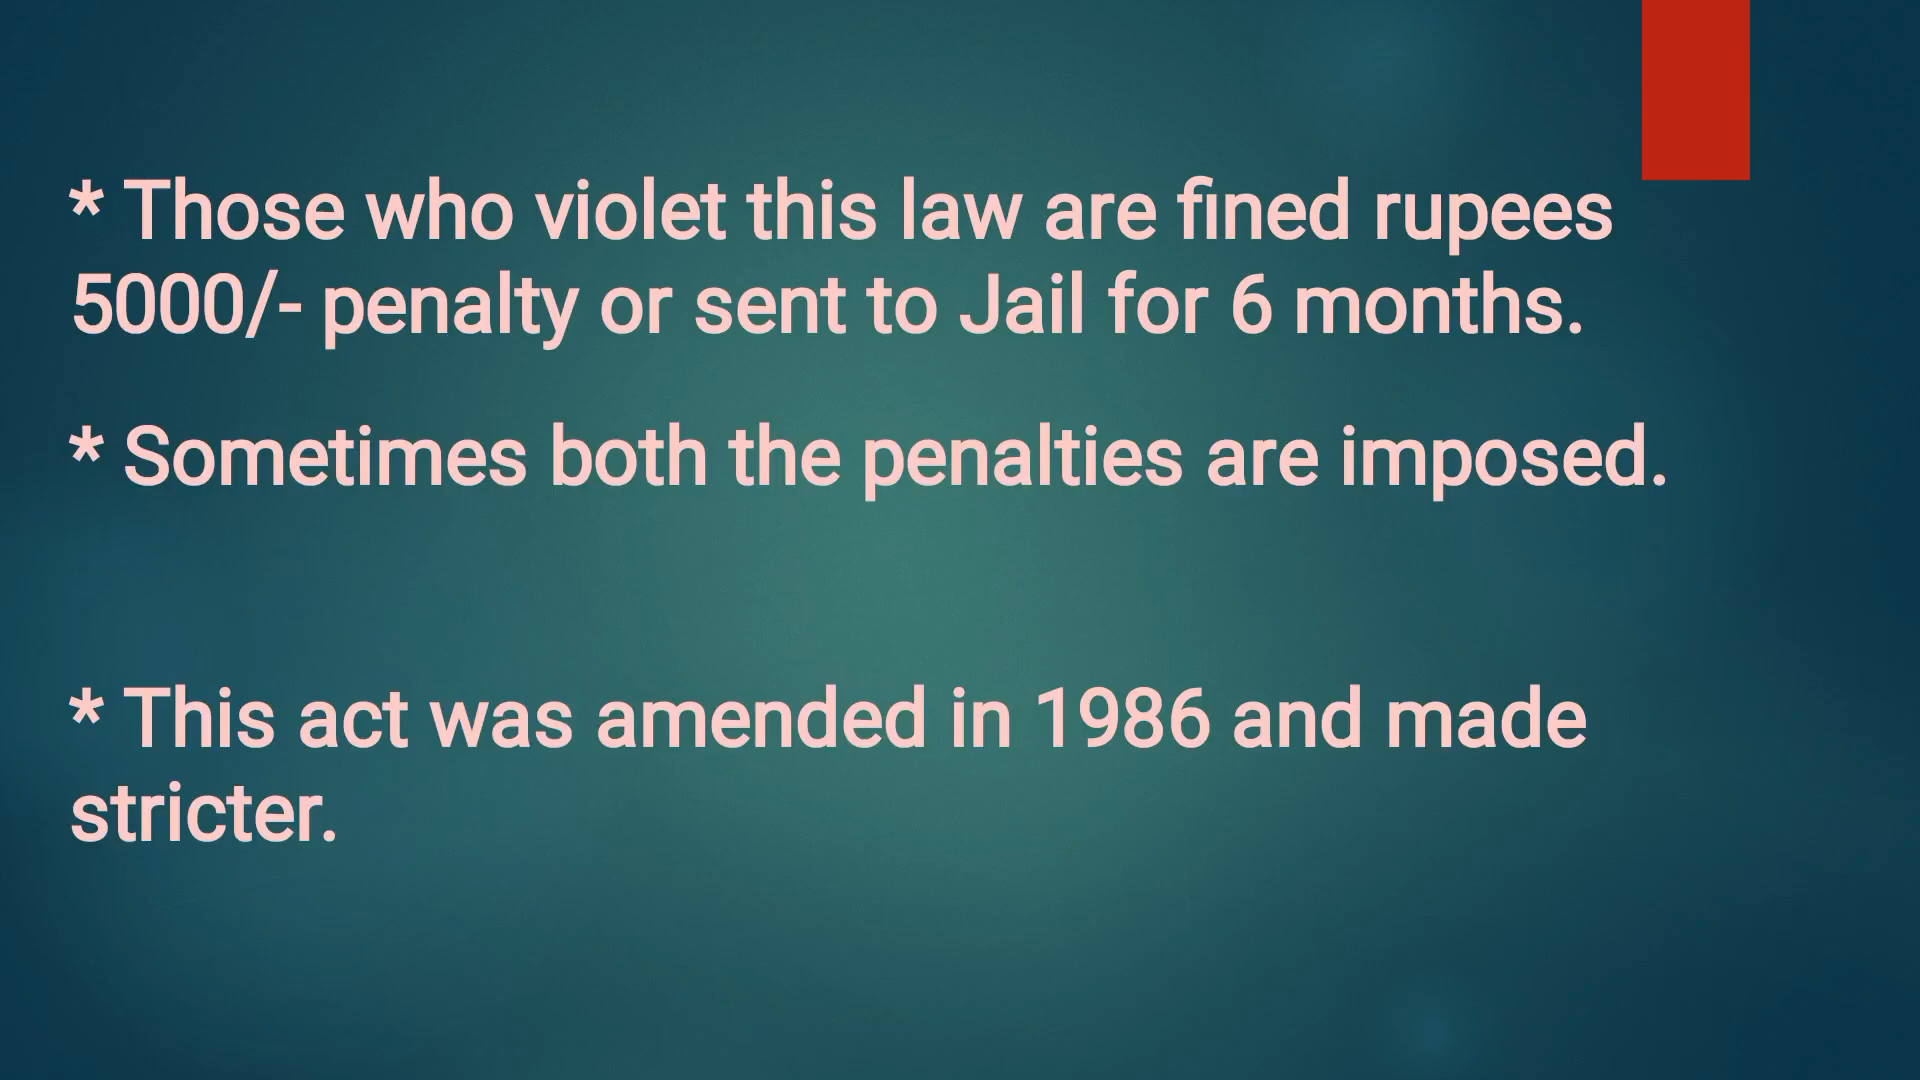 * Those who violet this law are fined rupees
5000/- penalty or sent to Jail for 6 months.
* Sometimes both the penalties are imposed.
* This act was amended in 1986 and made
stricter.